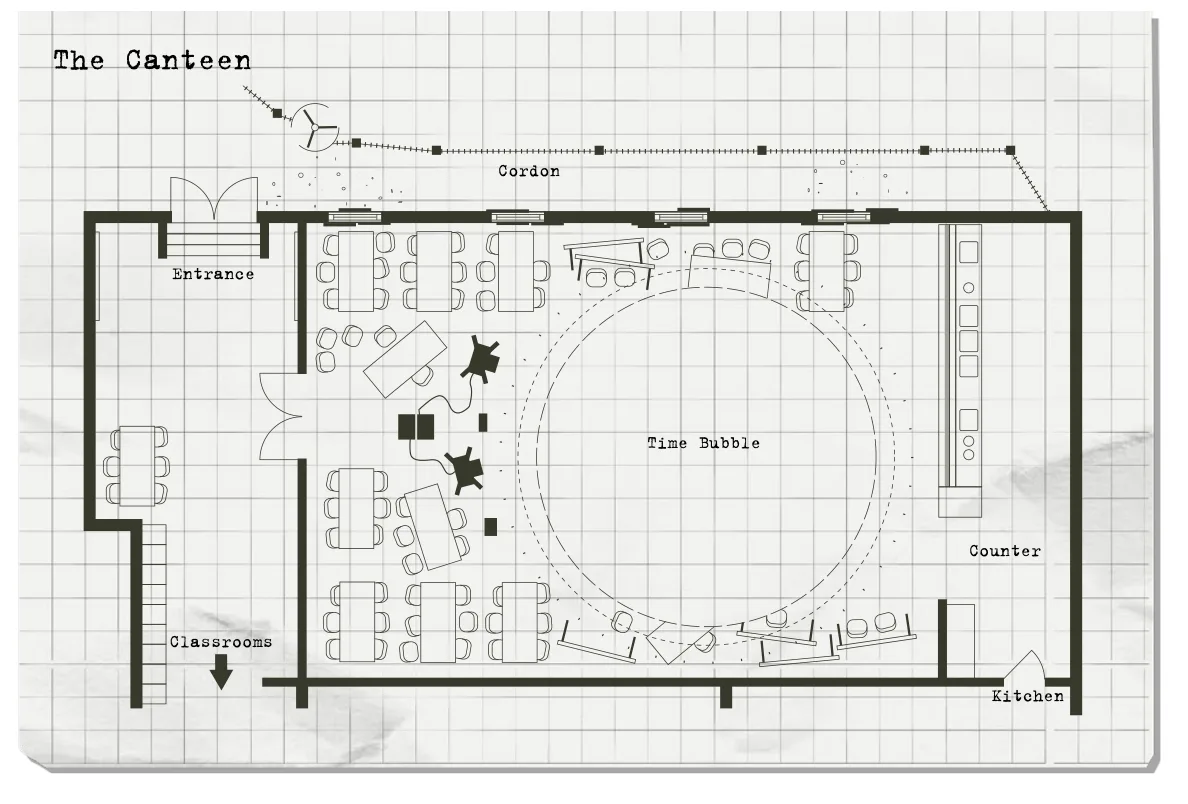 The Canteen
Cordon
Entrance
Time Bubble
Counter
Classrooms
Kitchen